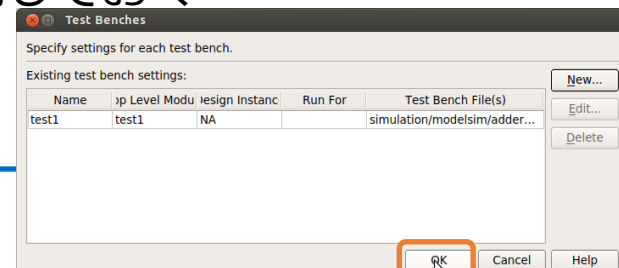 Test Benches
Specify settings for each test bench.
Existing test bench settings:
New...
Name op Level Modu esign Instanc Run For Test Bench File(s)
Edit...
test1 test1 NA simulation/modelsim/adder...
Delete
OK Cancel Help